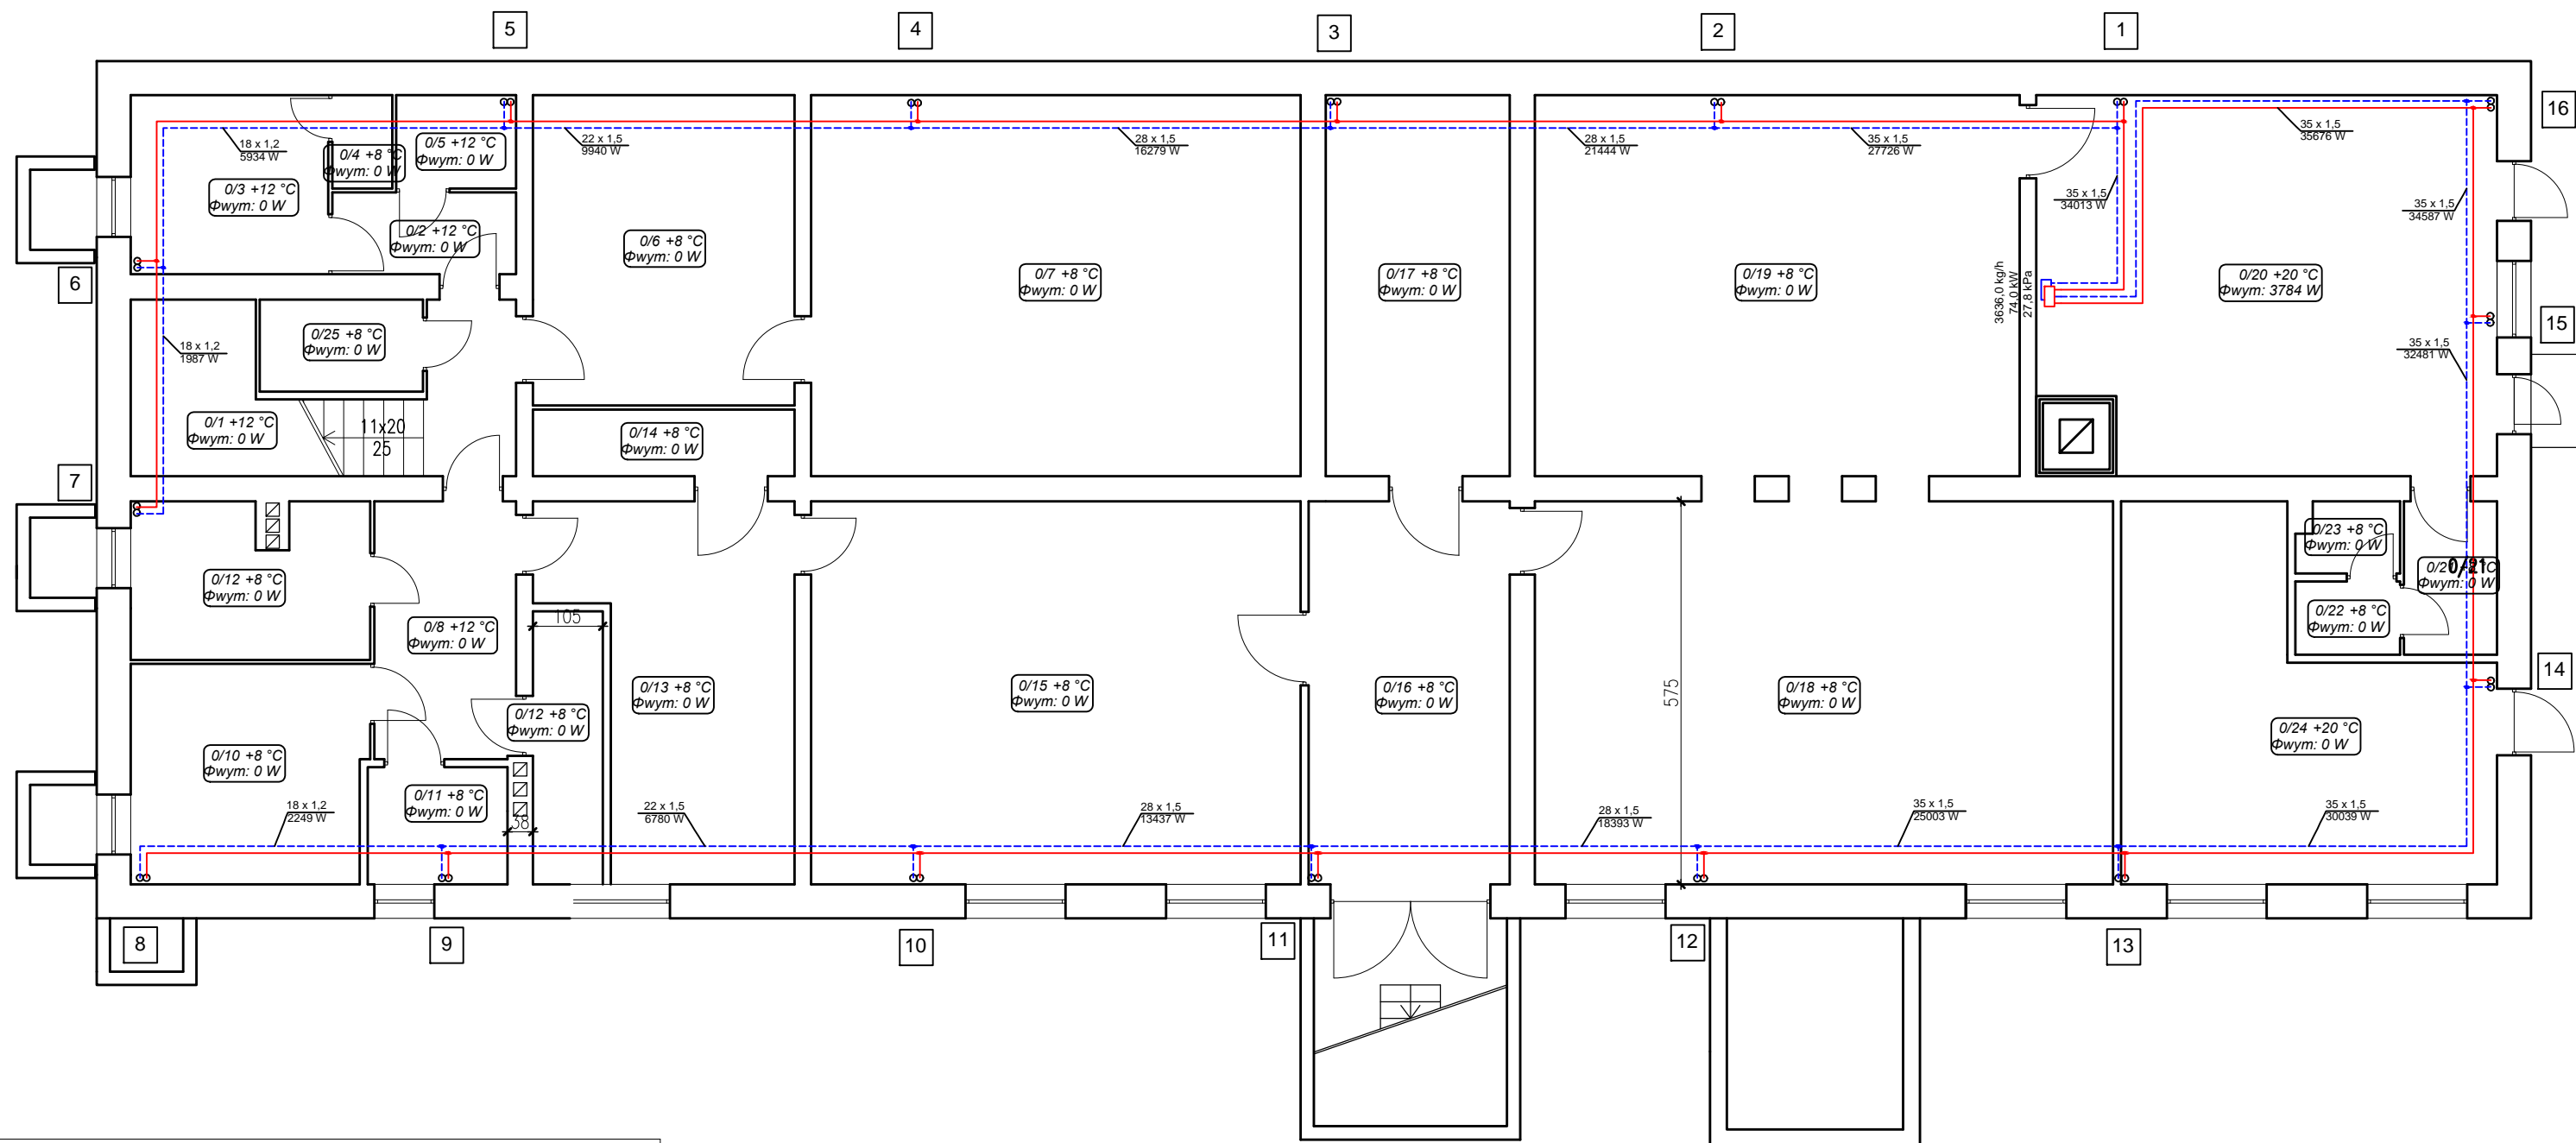 5
4
3
2
1
16
15
14
6
7
8
9
10
11
12
13
18 x 1,2
5934 W
22 x 1,5
9940 W
28 x 1,5
16279 W
28 x 1,5
21444 W
35 x 1,5
27726 W
35 x 1,5
34013 W
35 x 1,5
35676 W
35 x 1,5
34587 W
35 x 1,5
32481 W
18 x 1,2
1987 W
0/3 +12 °C
Φwym: 0 W
0/4 +8 °C
Φwym: 0 W
0/5 +12 °C
Φwym: 0 W
0/2 +12 °C
Φwym: 0 W
0/6 +8 °C
Φwym: 0 W
0/7 +8 °C
Φwym: 0 W
0/17 +8 °C
Φwym: 0 W
0/19 +8 °C
Φwym: 0 W
3636,0 kg/h
74,0 kW
27,8 kPa
0/20 +20 °C
Φwym: 3784 W
0/25 +8 °C
Φwym: 0 W
0/1 +12 °C
Φwym: 0 W
11x20
25
0/14 +8 °C
Φwym: 0 W
0/12 +8 °C
Φwym: 0 W
0/8 +12 °C
Φwym: 0 W
105
0/13 +8 °C
Φwym: 0 W
0/12 +8 °C
Φwym: 0 W
0/15 +8 °C
Φwym: 0 W
0/16 +8 °C
Φwym: 0 W
575
0/18 +8 °C
Φwym: 0 W
0/23 +8 °C
Φwym: 0 W
0/21
Φwym: 0 W
0/22 +8 °C
Φwym: 0 W
0/24 +20 °C
Φwym: 0 W
0/10 +8 °C
Φwym: 0 W
0/11 +8 °C
Φwym: 0 W
38
18 x 1,2
2249 W
22 x 1,5
6780 W
28 x 1,5
13437 W
28 x 1,5
18393 W
35 x 1,5
25003 W
35 x 1,5
30039 W